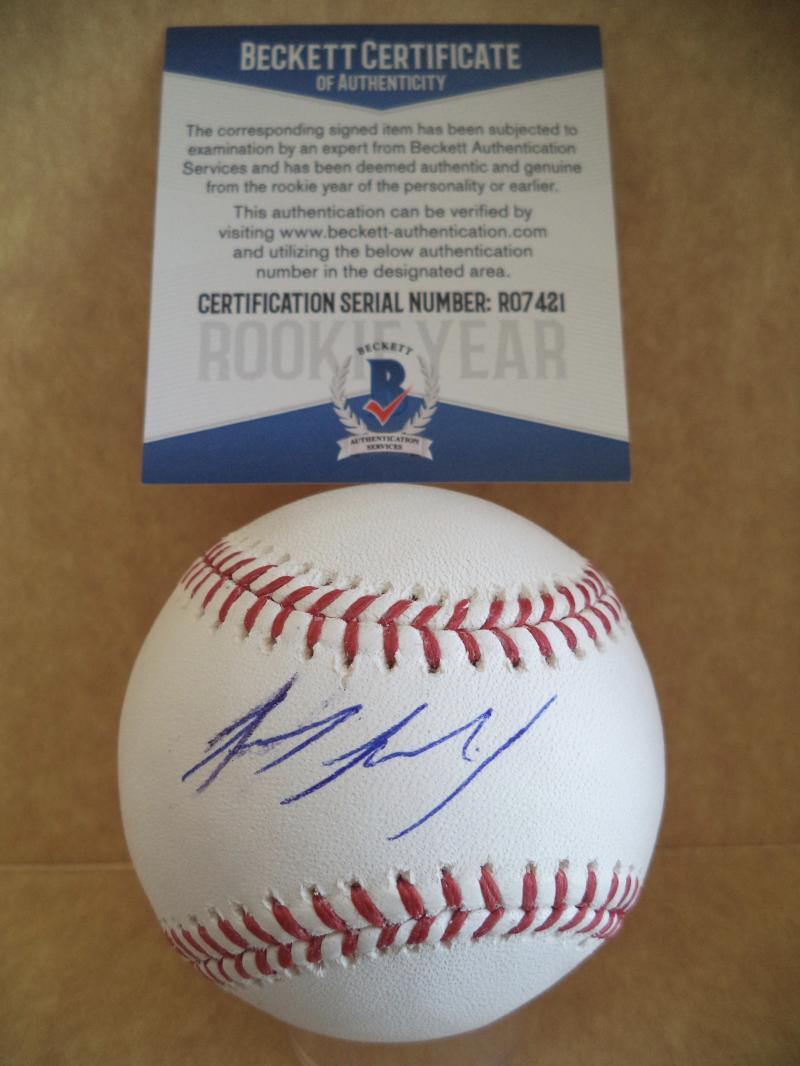 BECKETT CERTIFICATE
OF AUTHENTICITY
The corresponding signed item has been subjected to
examination by an expert from Beckett Authentication
Services and has been deemed authentic and genuine
from the rookie year of the personality or earlier.
This authentication can be verified by
visiting www.beckett-authentication.com
and utilizing the below authentication
number in the designated area.
CERTIFICATION SERIAL NUMBER: R07421
ROOKIE YEAR
BECKETT
B
AUTHENTICATION
SERVICES